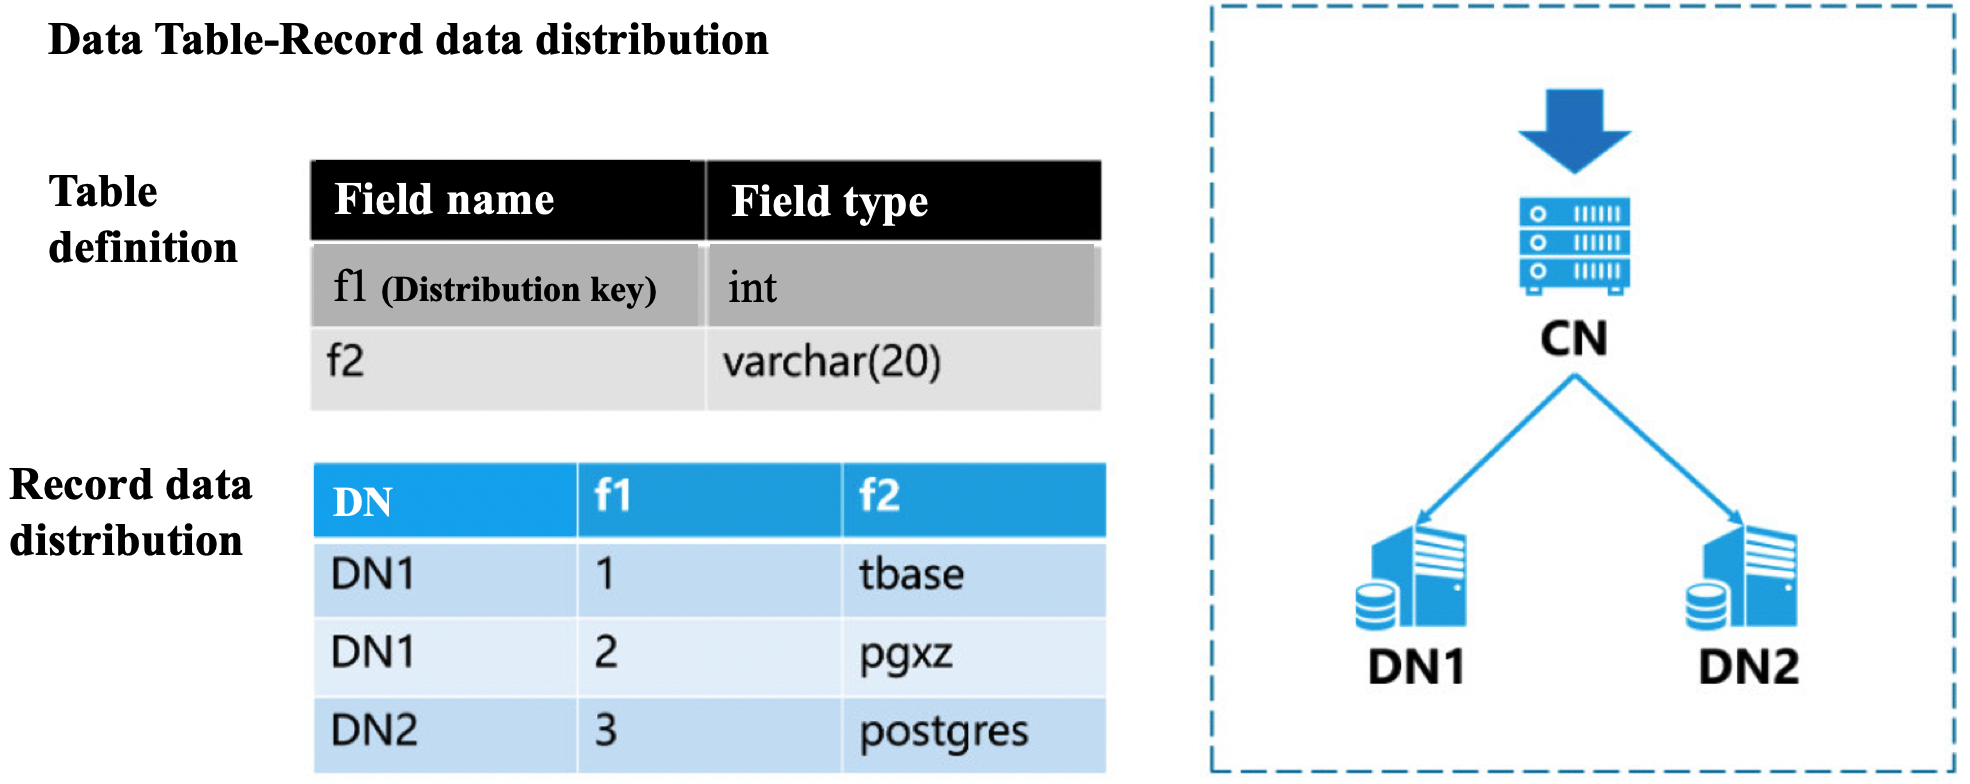 Data Table-Record data distribution
Table
definition
Field name Field type
f1 (Distribution key) int
f2 varchar(20)
Record data
distribution
DN f1 f2
DN1 1 tbase
DN1 2 pgxz
DN2 3 postgres
CN
DN1 DN2